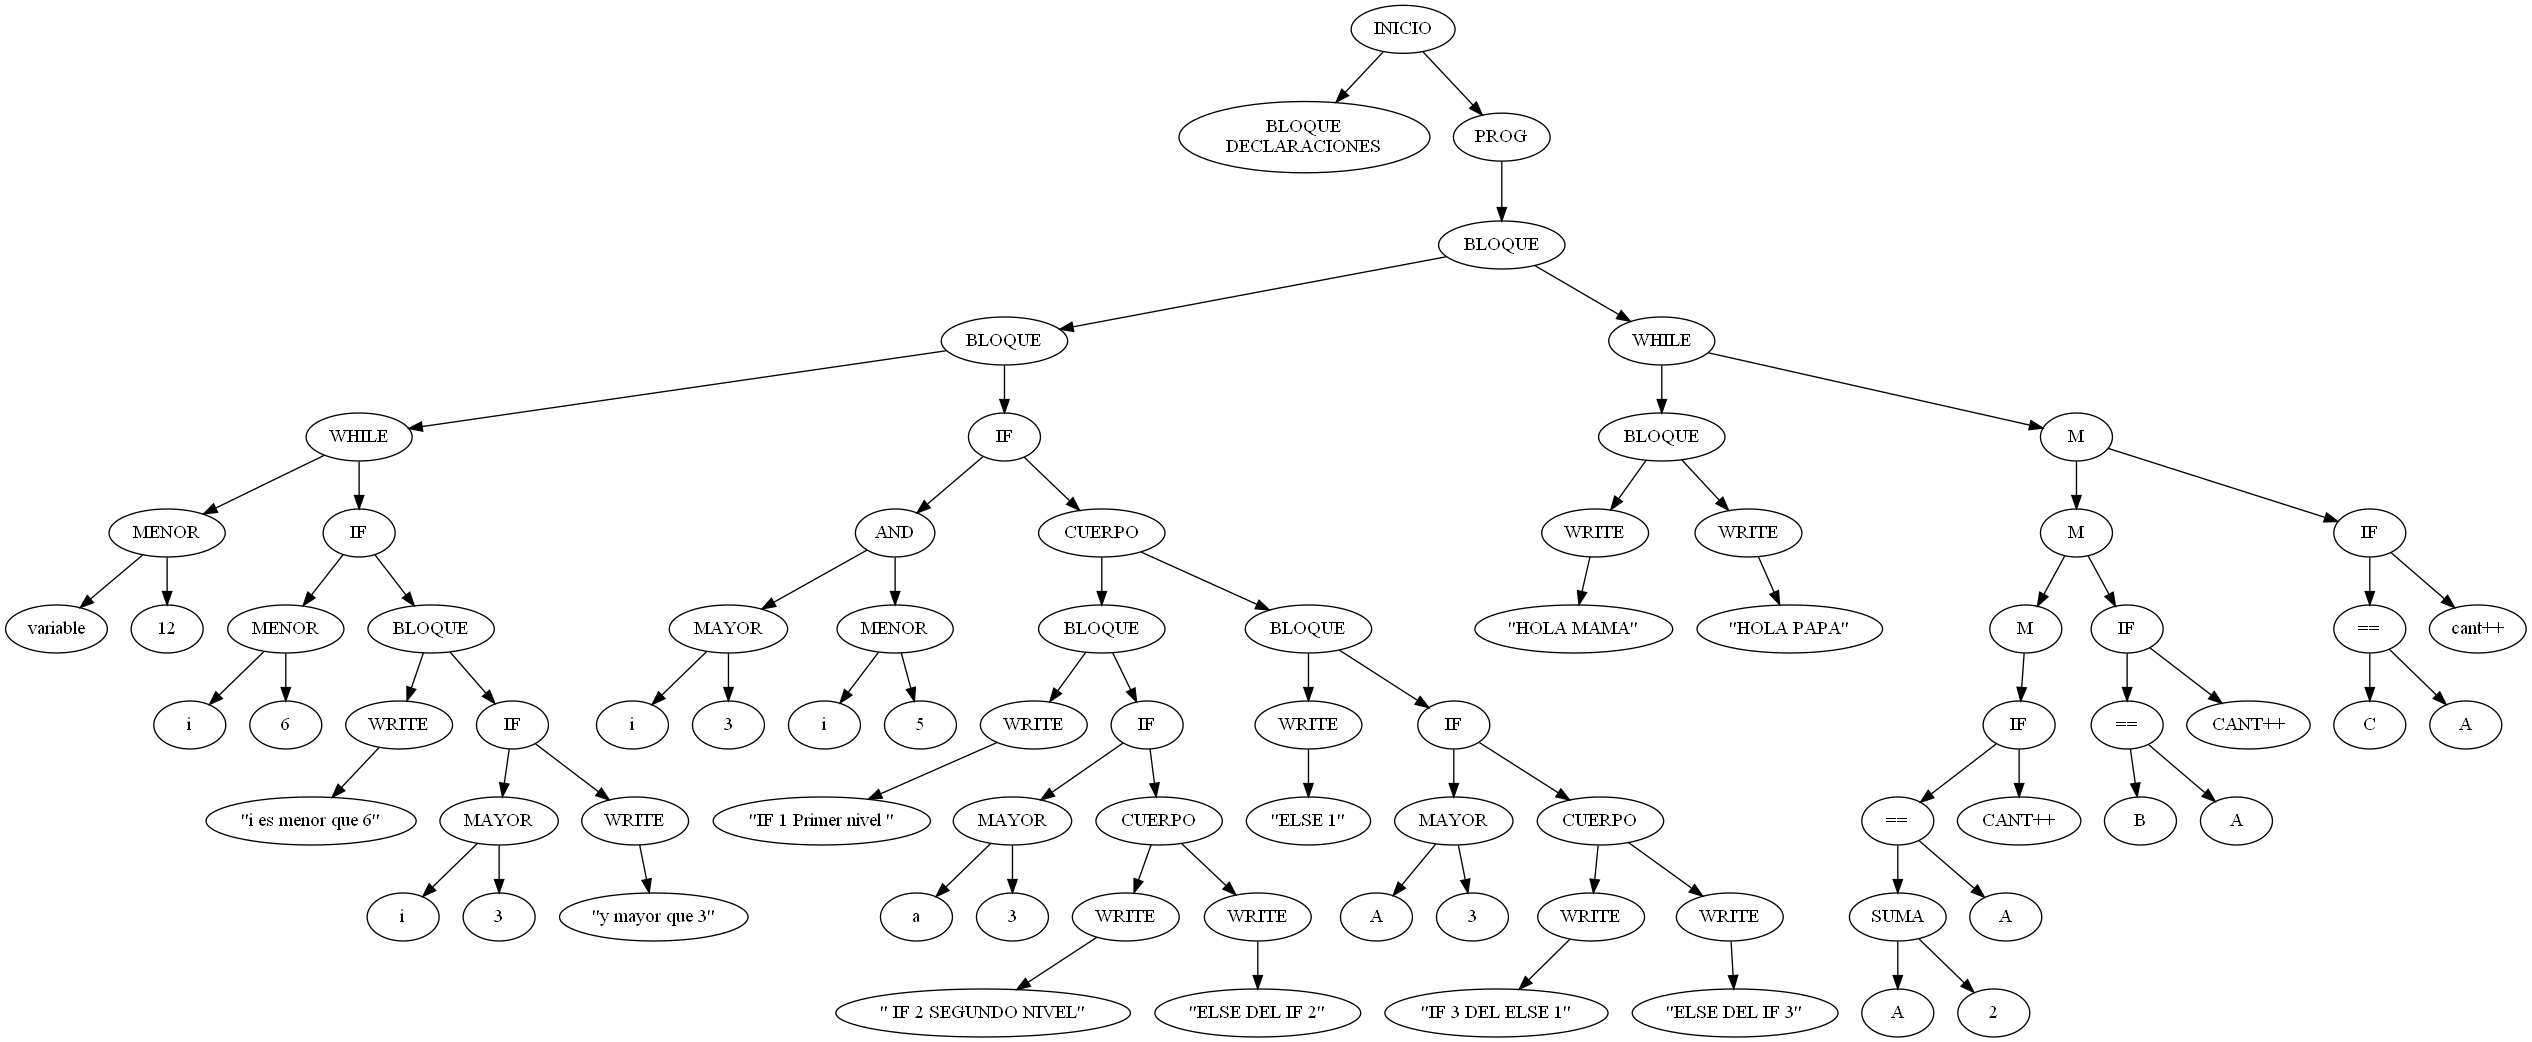 INICIO
BLOQUE
DECLARACIONES
PROG
BLOQUE
BLOQUE
WHILE
WHILE
IF
BLOQUE
M
MENOR
IF
AND
CUERPO
WRITE
WRITE
M
IF
variable
12
MENOR
BLOQUE
MAYOR
MENOR
BLOQUE
BLOQUE
"HOLA MAMA"
"HOLA PAPA"
M
IF
==
cant++
i
6
WRITE
IF
i
3
i
5
WRITE
IF
WRITE
IF
IF
==
CANT++
C
A
"i es menor que 6"
MAYOR
WRITE
"IF 1 Primer nivel "
MAYOR
CUERPO
"ELSE 1"
MAYOR
CUERPO
==
CANT++
B
A
i
3
"y mayor que 3"
a
3
WRITE
WRITE
A
3
WRITE
WRITE
SUMA
A
" IF 2 SEGUNDO NIVEL"
"ELSE DEL IF 2"
"IF 3 DEL ELSE 1"
"ELSE DEL IF 3"
A
2